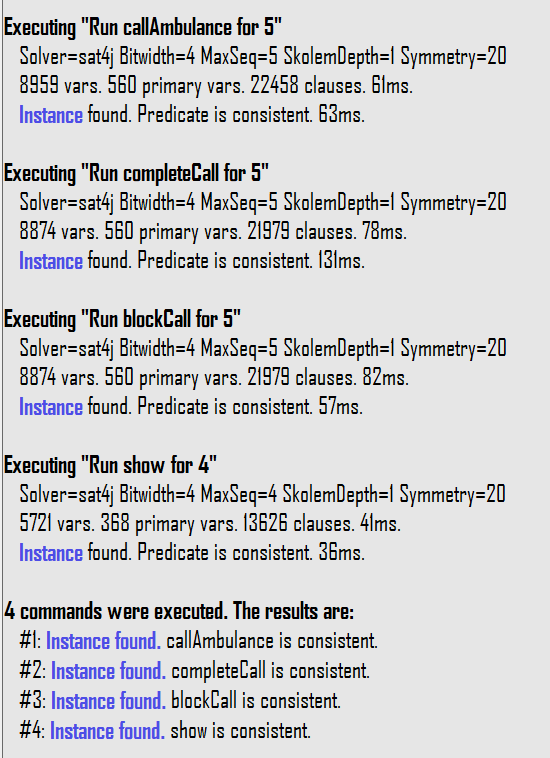 Executing "Run callAmbulance for 5"
Solver=sat4j Bitwidth=4 MaxSeq=5 SkolemDepth=1 Symmetry=20
8959 vars. 560 primary vars. 22458 clauses. 61ms.
Instance found. Predicate is consistent. 63ms.
Executing "Run completeCall for 5"
Solver=sat4j Bitwidth=4 MaxSeq=5 SkolemDepth=1 Symmetry=20
8874 vars. 560 primary vars. 21979 clauses. 78ms.
Instance found. Predicate is consistent. 131ms.
Executing "Run blockCall for 5"
Solver=sat4j Bitwidth=4 MaxSeq=5 SkolemDepth=1 Symmetry=20
8874 vars. 560 primary vars. 21979 clauses. 82ms.
Instance found. Predicate is consistent. 57ms.
Executing "Run show for 4"
Solver=sat4j Bitwidth=4 MaxSeq=4 SkolemDepth=1 Symmetry=20
5721 vars. 368 primary vars. 13626 clauses. 41ms.
Instance found. Predicate is consistent. 36ms.
4 commands were executed. The results are:
#1: Instance found. callAmbulance is consistent.
#2: Instance found. completeCall is consistent.
#3: Instance found. blockCall is consistent.
#4: Instance found. show is consistent.